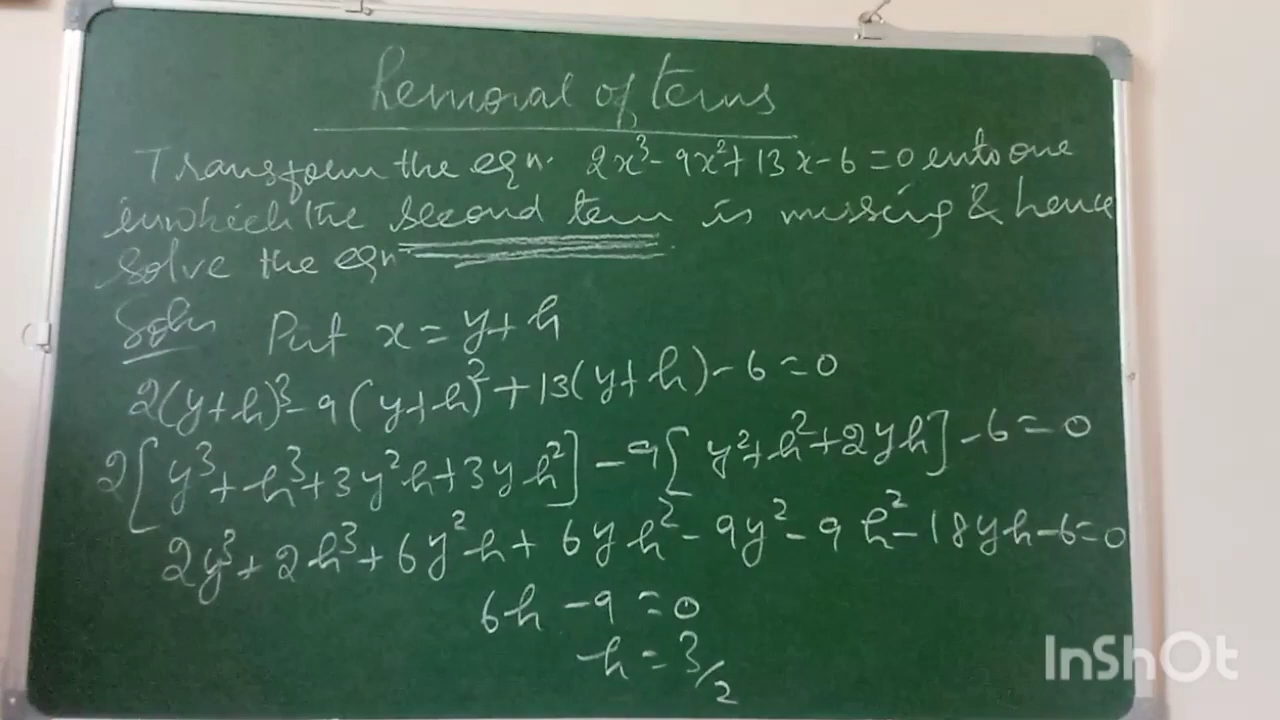 Removal of terms
Transform the eqn. 2x³ - 9x² + 13x - 6 = 0 into one
in which the second term is missing & hence
solve the eqn
Soln Put x = y + h
2(y+h)³ - 9(y+h)² + 13(y+h) - 6 = 0
2[y³ + h³ + 3y²h + 3yh²] - 9[y² + h² + 2yh] - 6 = 0
2y³ + 2h³ + 6y²h + 6yh² - 9y² - 9h² - 18yh - 6 = 0
6h - 9 = 0
h = 3/2
InShOt